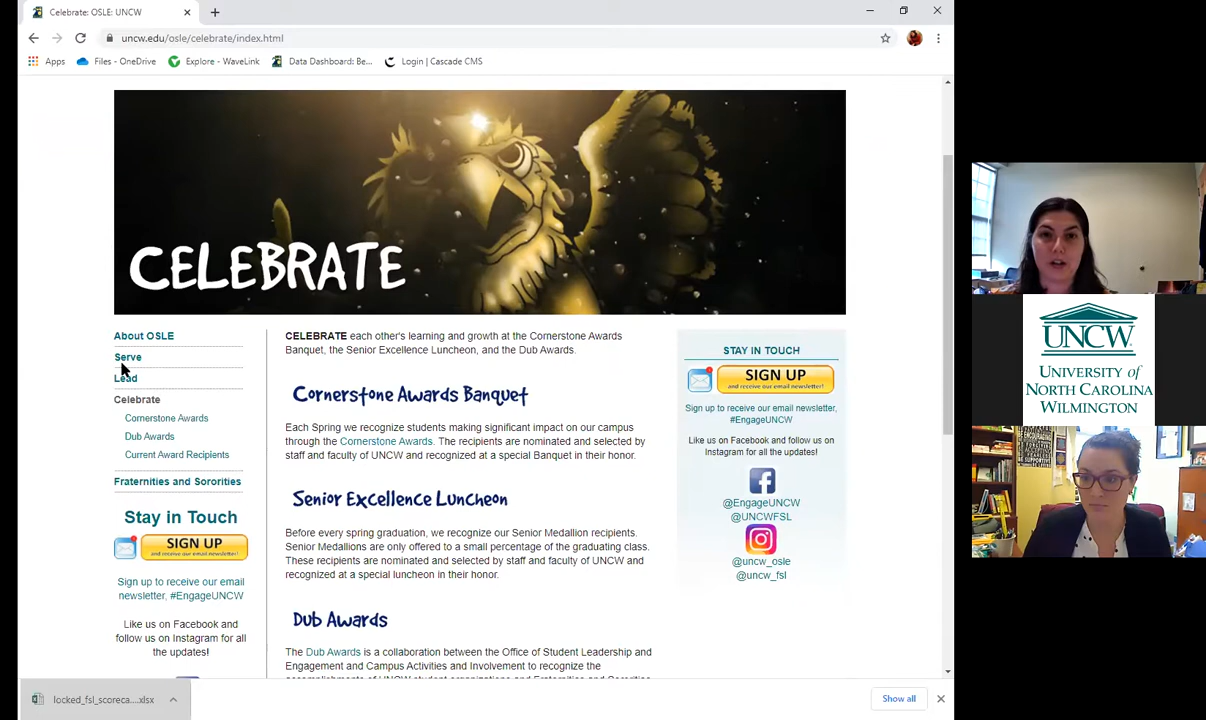 Celebrate: OSLE: UNCW
uncw.edu/osle/celebrate/index.html
Apps
Files - OneDrive
Explore - WaveLink
Data Dashboard: Be...
Login | Cascade CMS
CELEBRATE
About OSLE
Serve
Lead
Celebrate
Cornerstone Awards
Dub Awards
Current Award Recipients
Fraternities and Sororities
Stay in Touch
SIGN UP
and receive our email newsletter.
Sign up to receive our email
newsletter, #EngageUNCW
Like us on Facebook and
follow us on Instagram for all
the updates!
CELEBRATE each other's learning and growth at the Cornerstone Awards
Banquet, the Senior Excellence Luncheon, and the Dub Awards.
Cornerstone Awards Banquet
Each Spring we recognize students making significant impact on our campus
through the Cornerstone Awards. The recipients are nominated and selected by
staff and faculty of UNCW and recognized at a special Banquet in their honor.
Senior Excellence Luncheon
Before every spring graduation, we recognize our Senior Medallion recipients.
Senior Medallions are only offered to a small percentage of the graduating class.
These recipients are nominated and selected by staff and faculty of UNCW and
recognized at a special luncheon in their honor.
Dub Awards
The Dub Awards is a collaboration between the Office of Student Leadership and
Engagement and Campus Activities and Involvement to recognize the
accomplishments of UNCW student organizations and Fraternities and Sororities
STAY IN TOUCH
SIGN UP
and receive our email newsletter!
Sign up to receive our email newsletter,
#EngageUNCW
Like us on Facebook and follow us on
Instagram for all the updates!
@EngageUNCW
@UNCWFSL
@uncw_osle
@uncw_fsl
locked_fsl_scoreca....xlsx
Show all
UNCW
UNIVERSITY of
NORTH CAROLINA
WILMINGTON